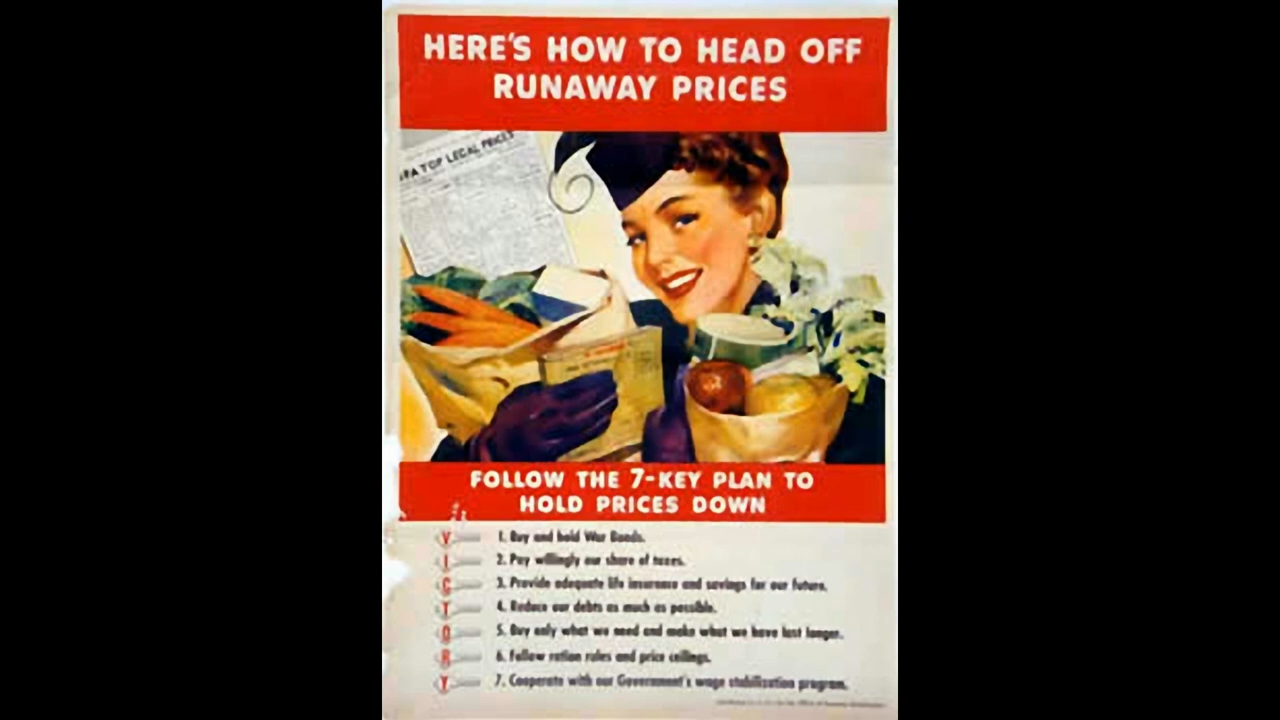 HERE'S HOW TO HEAD OFF
RUNAWAY PRICES
TOP LEGAL PRICES
FOLLOW THE 7-KEY PLAN TO
HOLD PRICES DOWN
V 1. Buy and hold War Bonds.
I 2. Pay willingly our share of taxes.
C 3. Provide adequate life insurance and savings for our future.
T 4. Reduce our debts as much as possible.
O 5. Buy only what we need and make what we have last longer.
R 6. Follow ration rules and price ceilings.
Y 7. Cooperate with our Government's wage stabilization program.